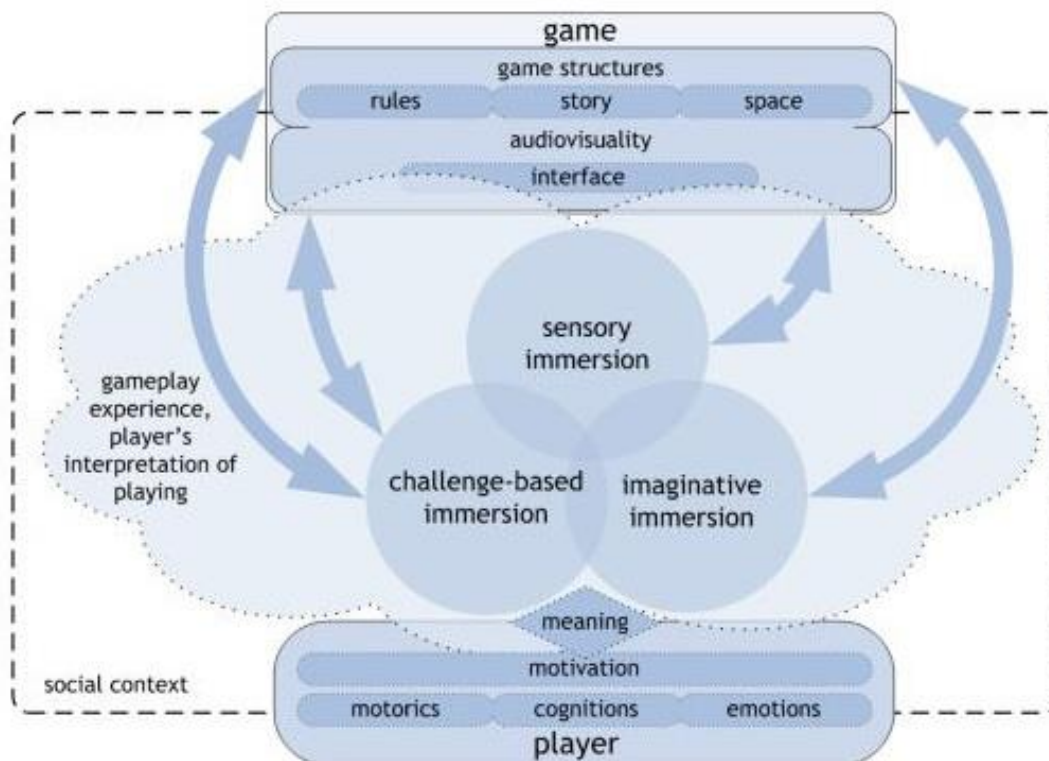 game
game structures
rules story space
audiovisuality
interface
sensory
immersion
gameplay
experience,
player's
interpretation of
playing
challenge-based
immersion
imaginative
immersion
meaning
motivation
social context
motorics cognitions emotions
player